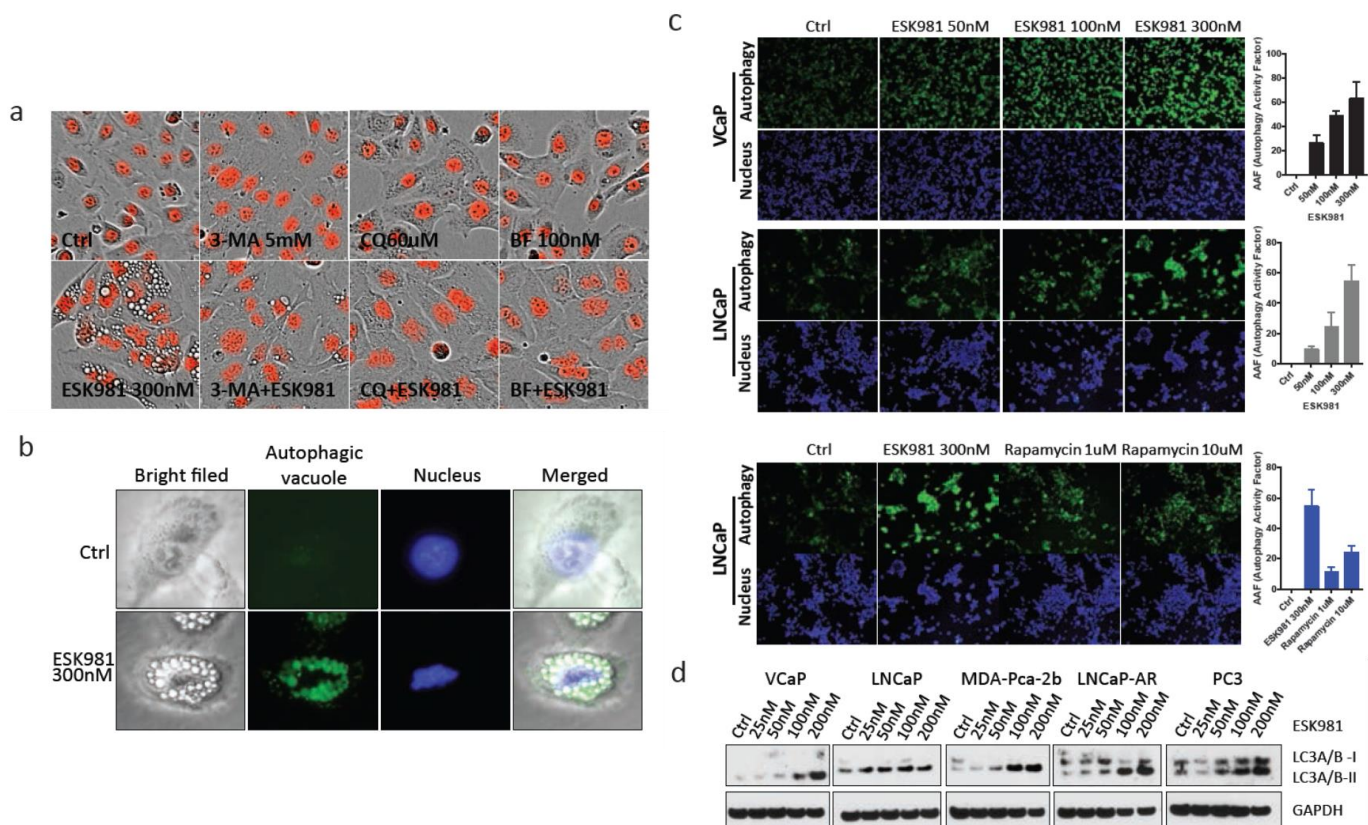 a
Ctrl
3-MA 5mM
CQ60uM
BF 100nM
ESK981 300nM
3-MA+ESK981
CQ+ESK981
BF+ESK981
b
Bright filed
Autophagic
vacuole
Nucleus
Merged
Ctrl
ESK981
300nM
c
Ctrl
ESK981 50nM
ESK981 100nM
ESK981 300nM
VCaP
Autophagy
Nucleus
AAF (Autophagy Activity Factor)
100
80
60
40
20
0
Ctrl
50nM
100nM
300nM
ESK981
LNCaP
Autophagy
Nucleus
AAF (Autophagy Activity Factor)
80
60
40
20
0
Ctrl
50nM
100nM
300nM
ESK981
Ctrl
ESK981 300nM
Rapamycin 1uM
Rapamycin 10uM
LNCaP
Autophagy
Nucleus
AAF (Autophagy Activity Factor)
80
60
40
20
0
Ctrl
ESK981 300nM
Rapamycin 1uM
Rapamycin 10uM
d
VCaP
LNCaP
MDA-Pca-2b
LNCaP-AR
PC3
Ctrl
25nM
50nM
100nM
200nM
Ctrl
25nM
50nM
100nM
200nM
Ctrl
25nM
50nM
100nM
200nM
Ctrl
25nM
50nM
100nM
200nM
Ctrl
25nM
50nM
100nM
200nM
ESK981
LC3A/B -I
LC3A/B-II
GAPDH